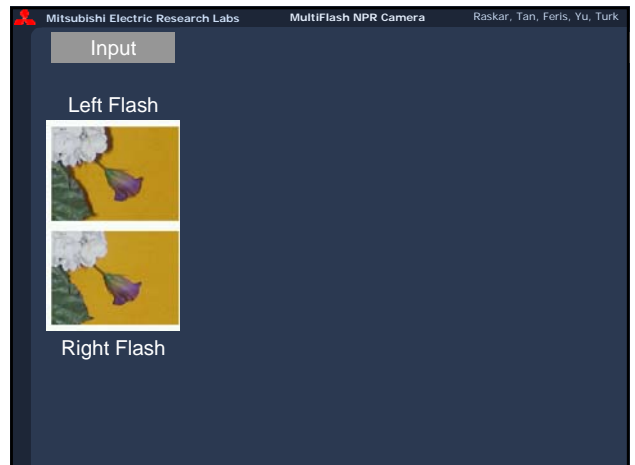 Mitsubishi Electric Research Labs MultiFlash NPR Camera Raskar, Tan, Feris, Yu, Turk
Input
Left Flash
Right Flash